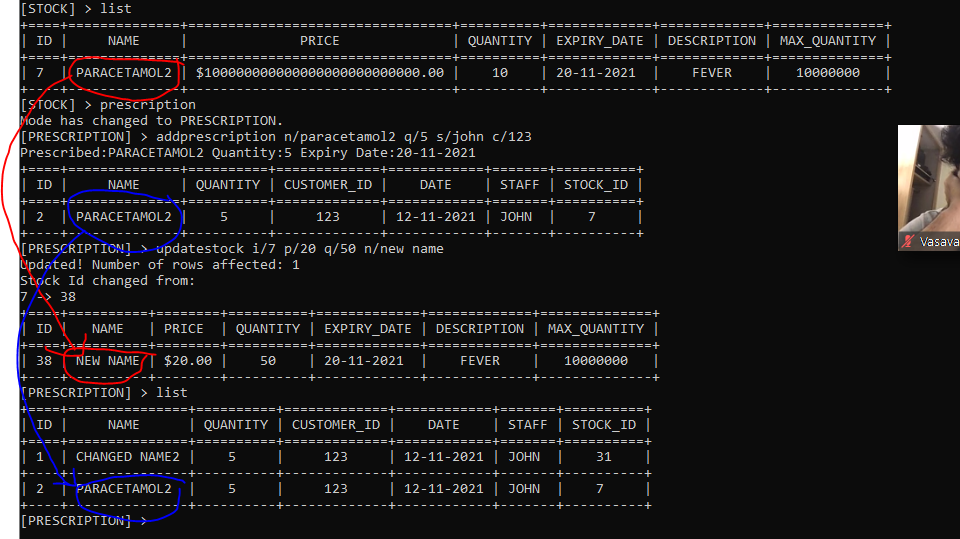 [STOCK] > list
+====+==============+=================================+==========+=============+=============+==============+
| ID | NAME | PRICE | QUANTITY | EXPIRY_DATE | DESCRIPTION | MAX_QUANTITY |
+====+==============+=================================+==========+=============+=============+==============+
| 7 | PARACETAMOL2 | $1000000000000000000000000000.00 | 10 | 20-11-2021 | FEVER | 10000000 |
+----+--------------+---------------------------------+----------+-------------+-------------+--------------+
[STOCK] > prescription
Mode has changed to PRESCRIPTION.
[PRESCRIPTION] > addprescription n/paracetamol2 q/5 s/john c/123
Prescribed:PARACETAMOL2 Quantity:5 Expiry Date:20-11-2021
+====+==============+==========+=============+============+=======+==========+
| ID | NAME | QUANTITY | CUSTOMER_ID | DATE | STAFF | STOCK_ID |
+====+==============+==========+=============+============+=======+==========+
| 2 | PARACETAMOL2 | 5 | 123 | 12-11-2021 | JOHN | 7 |
+----+--------------+----------+-------------+------------+-------+----------+
[PRESCRIPTION] > updatestock i/7 p/20 q/50 n/new name
Updated! Number of rows affected: 1
Stock Id changed from:
7 -> 38
+====+==========+========+==========+=============+=============+==============+
| ID | NAME | PRICE | QUANTITY | EXPIRY_DATE | DESCRIPTION | MAX_QUANTITY |
+====+==========+========+==========+=============+=============+==============+
| 38 | NEW NAME | $20.00 | 50 | 20-11-2021 | FEVER | 10000000 |
+----+----------+--------+----------+-------------+-------------+--------------+
[PRESCRIPTION] > list
+====+===============+==========+=============+============+=======+==========+
| ID | NAME | QUANTITY | CUSTOMER_ID | DATE | STAFF | STOCK_ID |
+====+===============+==========+=============+============+=======+==========+
| 1 | CHANGED NAME2 | 5 | 123 | 12-11-2021 | JOHN | 31 |
+----+---------------+----------+-------------+------------+-------+----------+
| 2 | PARACETAMOL2 | 5 | 123 | 12-11-2021 | JOHN | 7 |
+----+---------------+----------+-------------+------------+-------+----------+
[PRESCRIPTION] >
Vasava